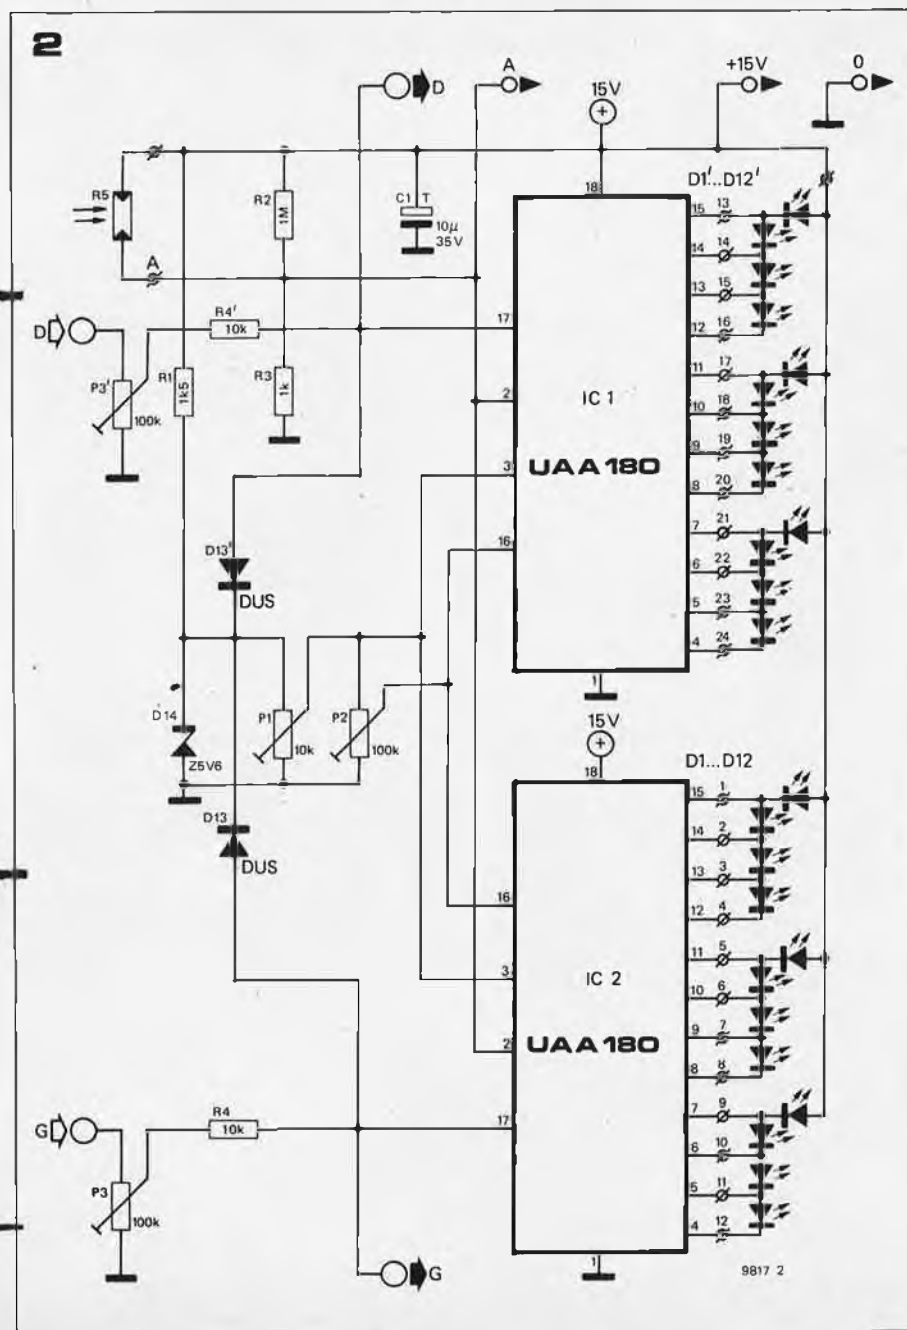 2
D
A
+15V
0
15V
18
D1'...D12'
R5
R2
1M
C1 T
10µ
35V
A
15 13
14 14
13 15
12 16
11 17
10 18
9 19
8 20
7 21
6 22
5 23
4 24
D
R4'
10k
17
P3'
100k
R1
1k5
R3
1k
2
IC 1
3
UAA180
16
D13'
DUS
1
D14
Z5V6
P1
10k
P2
100k
15V
18
D1...D12
D13
DUS
15 1
14 2
13 3
12 4
11 5
10 6
9 7
8 8
7 9
6 10
5 11
4 12
16
3
IC 2
2
UAA180
G
R4
10k
17
P3
100k
G
1
9817 2